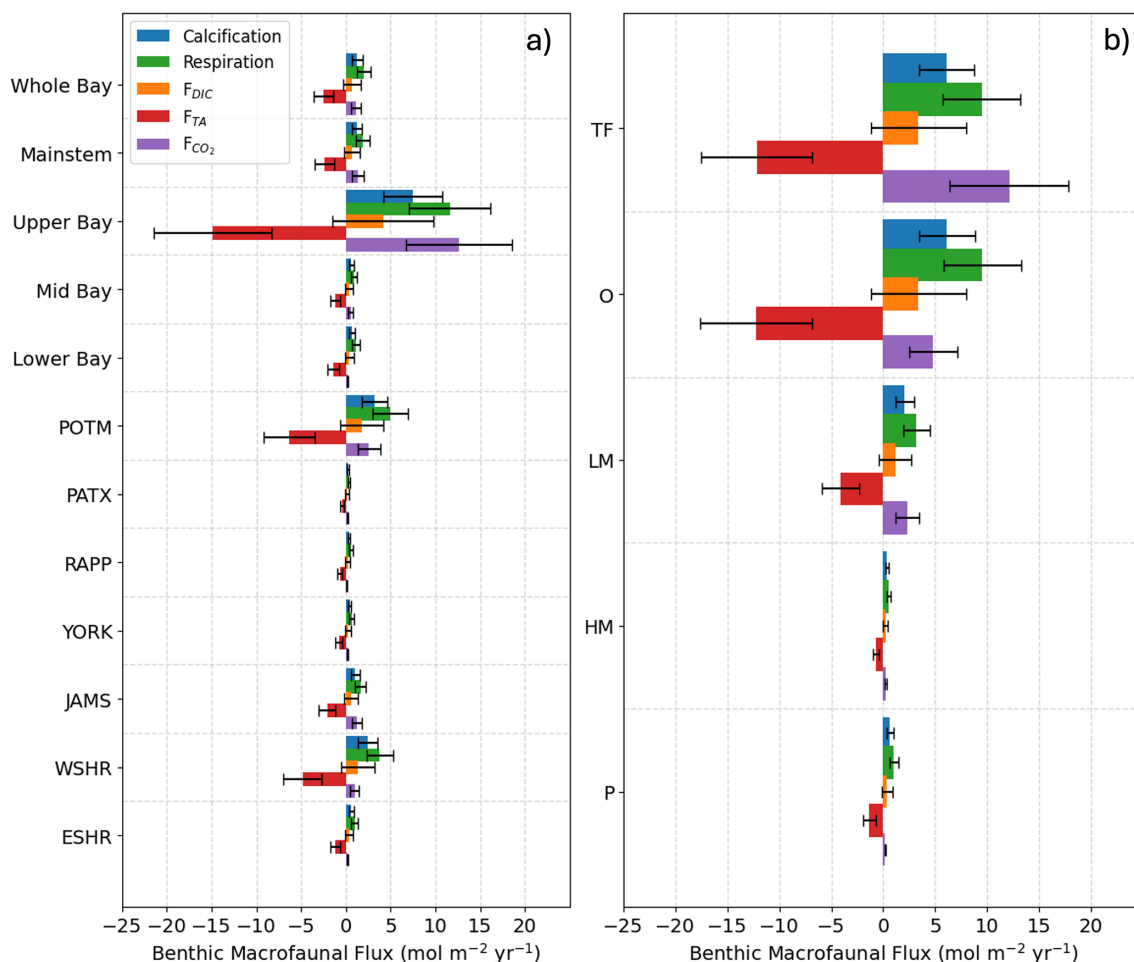 a)
Calcification
Respiration
F_DIC
F_TA
F_CO₂
Whole Bay
Mainstem
Upper Bay
Mid Bay
Lower Bay
POTM
PATX
RAPP
YORK
JAMS
WSHR
ESHR
−25 −20 −15 −10 −5 0 5 10 15 20
Benthic Macrofaunal Flux (mol m⁻² yr⁻¹)
b)
TF
O
LM
HM
P
−25 −20 −15 −10 −5 0 5 10 15 20
Benthic Macrofaunal Flux (mol m⁻² yr⁻¹)